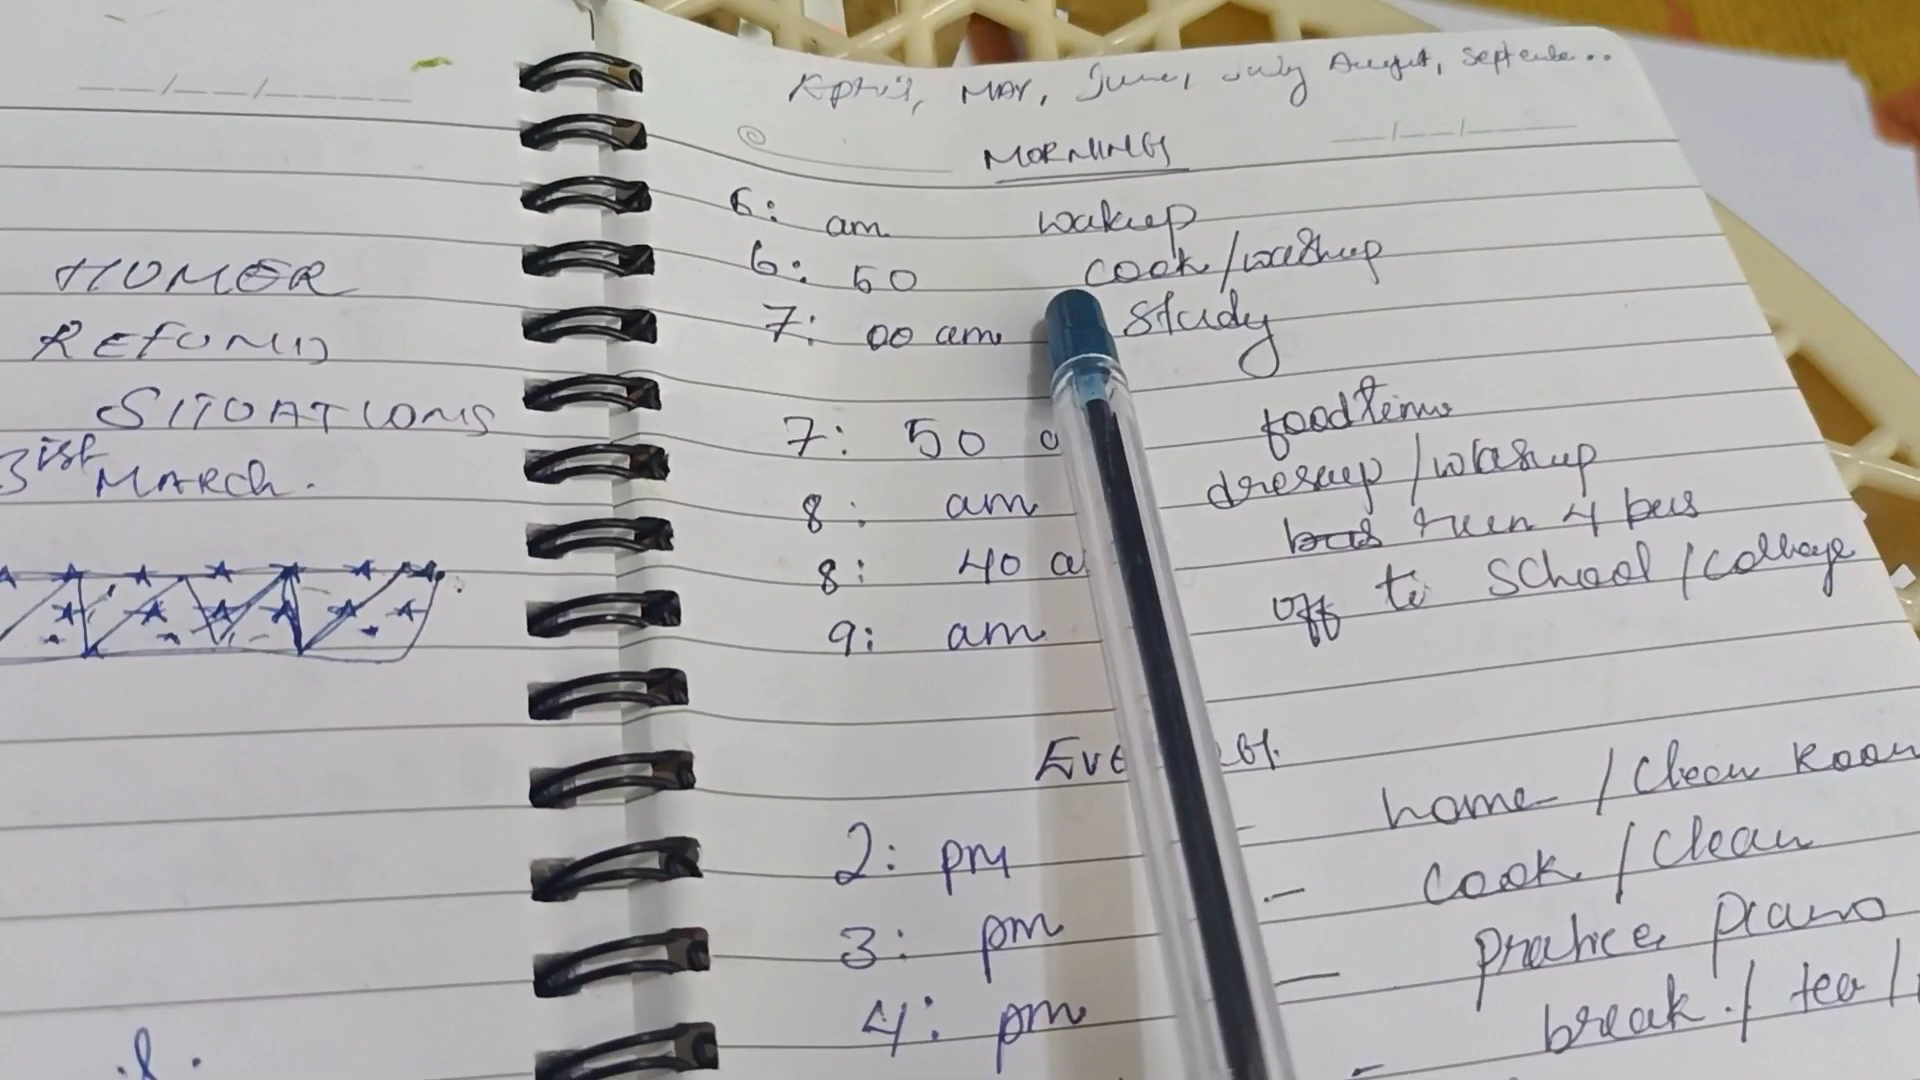 HOMER
REFUND
SITUATIONS
31st MARCH.
April, MAY, June, July August, Septembe..
MORNINGS
6: am wakeup
6: 50 cook/washup
7: 00 am study
7: 50 a foodtime
8: am dressup/washup
8: 40 a run 4 bus
9: am off to school/college
Eve
2: pm home / Clean Room
3: pm - cook / Clean
4: pm - practice piano
- break / tea /